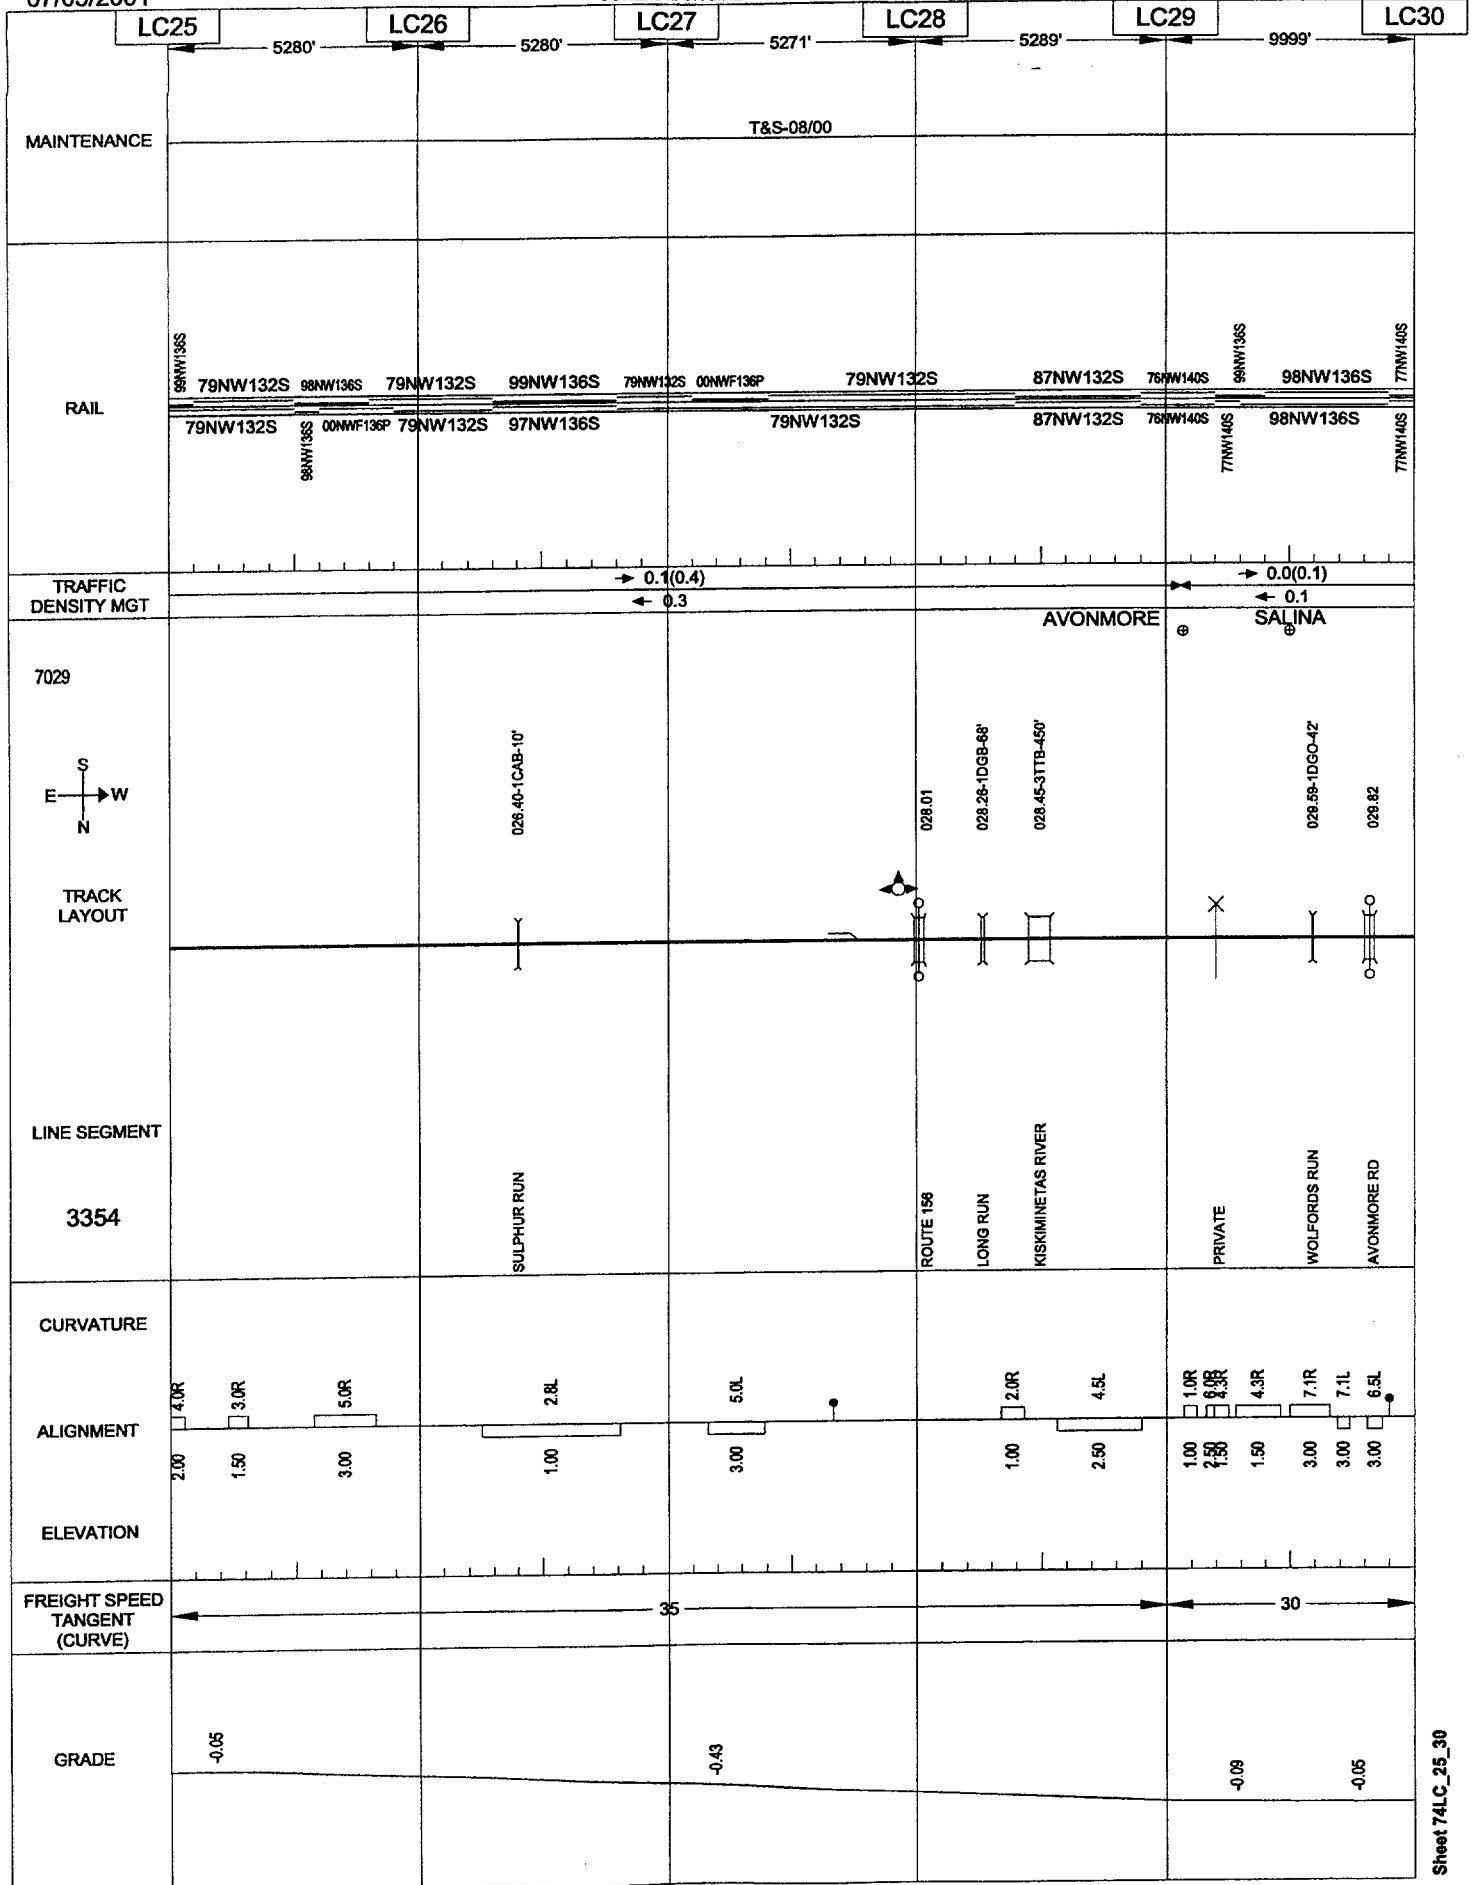 LC25 LC26 LC27 LC28 LC29 LC30
5280' 5280' 5271' 5289' 9999'
MAINTENANCE
T&S-08/00
RAIL
99NW136S 79NW132S 98NW136S 79NW132S 99NW136S 79NW132S 00NWF136P 79NW132S 87NW132S 76NW140S 99NW136S 98NW136S 77NW140S
79NW132S 98NW136S 00NWF136P 79NW132S 97NW136S 79NW132S 87NW132S 76NW140S 77NW140S 98NW136S 77NW140S
TRAFFIC
DENSITY MGT
0.1(0.4) 0.0(0.1)
0.3 0.1
AVONMORE SALINA
7029
S
E W
N
026.40-1CAB-10' 028.01 028.26-1DGB-68' 028.45-3TTB-450' 029.59-1DGO-42' 029.82
TRACK
LAYOUT
LINE SEGMENT
3354
SULPHUR RUN ROUTE 156 LONG RUN KISKIMINETAS RIVER PRIVATE WOLFORDS RUN AVONMORE RD
CURVATURE
4.0R 3.0R 5.0R 2.8L 5.0L 2.0R 4.5L 1.0R 6.0R 4.3R 4.3R 7.1R 7.1L 6.5L
ALIGNMENT
2.00 1.50 3.00 1.00 3.00 1.00 2.50 1.00 2.50 1.50 1.50 3.00 3.00 3.00
ELEVATION
FREIGHT SPEED
TANGENT
(CURVE)
35 30
GRADE
-0.05 -0.43 -0.09 -0.05
Sheet 74LC_25_30